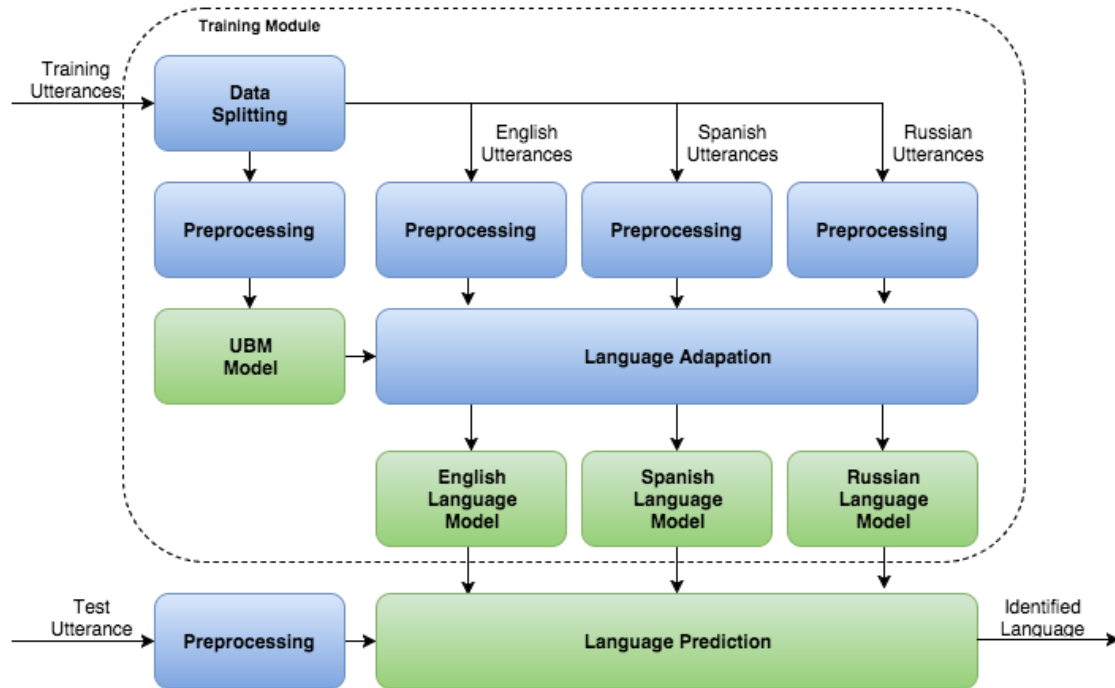 Training Module
Training
Utterances
Data
Splitting
English
Utterances
Spanish
Utterances
Russian
Utterances
Preprocessing
Preprocessing
Preprocessing
Preprocessing
UBM
Model
Language Adapation
English
Language
Model
Spanish
Language
Model
Russian
Language
Model
Test
Utterance
Preprocessing
Language Prediction
Identified
Language